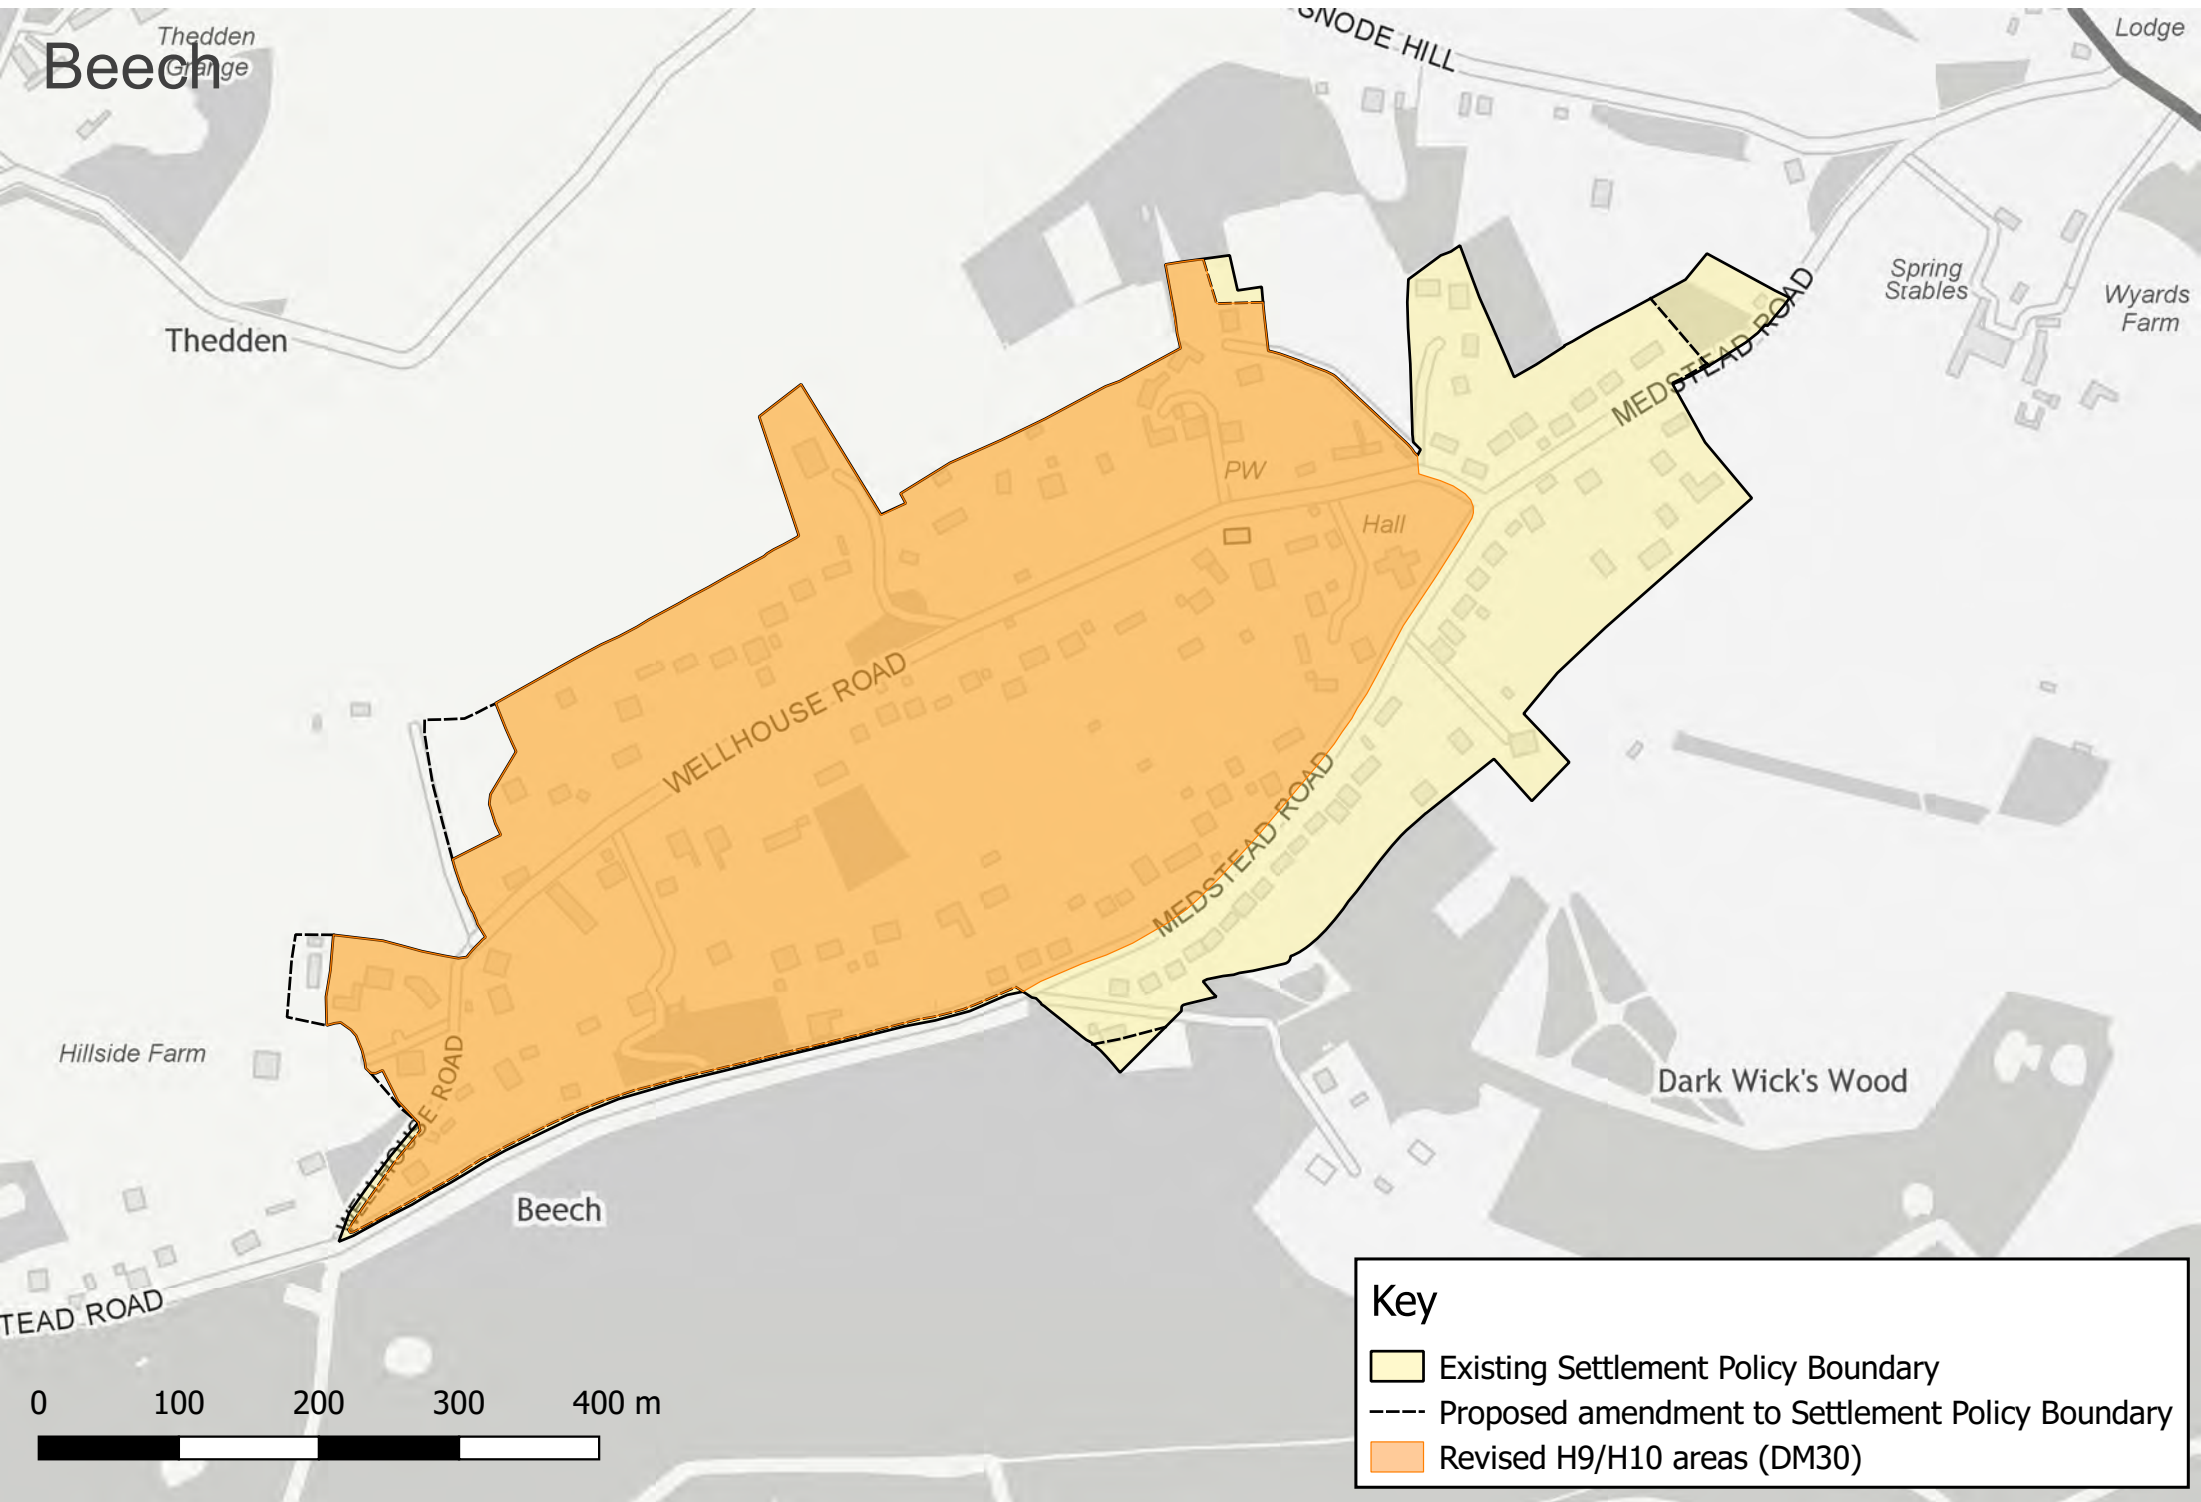 Beech
Thedden
Grange
SNODE HILL
Lodge
Spring
Stables
Wyards
Farm
Thedden
MEDSTEAD ROAD
PW
Hall
WELLHOUSE ROAD
MEDSTEAD ROAD
Hillside Farm
WELLHOUSE ROAD
Dark Wick's Wood
Beech
TEAD ROAD
0 100 200 300 400 m
Key
Existing Settlement Policy Boundary
Proposed amendment to Settlement Policy Boundary
Revised H9/H10 areas (DM30)